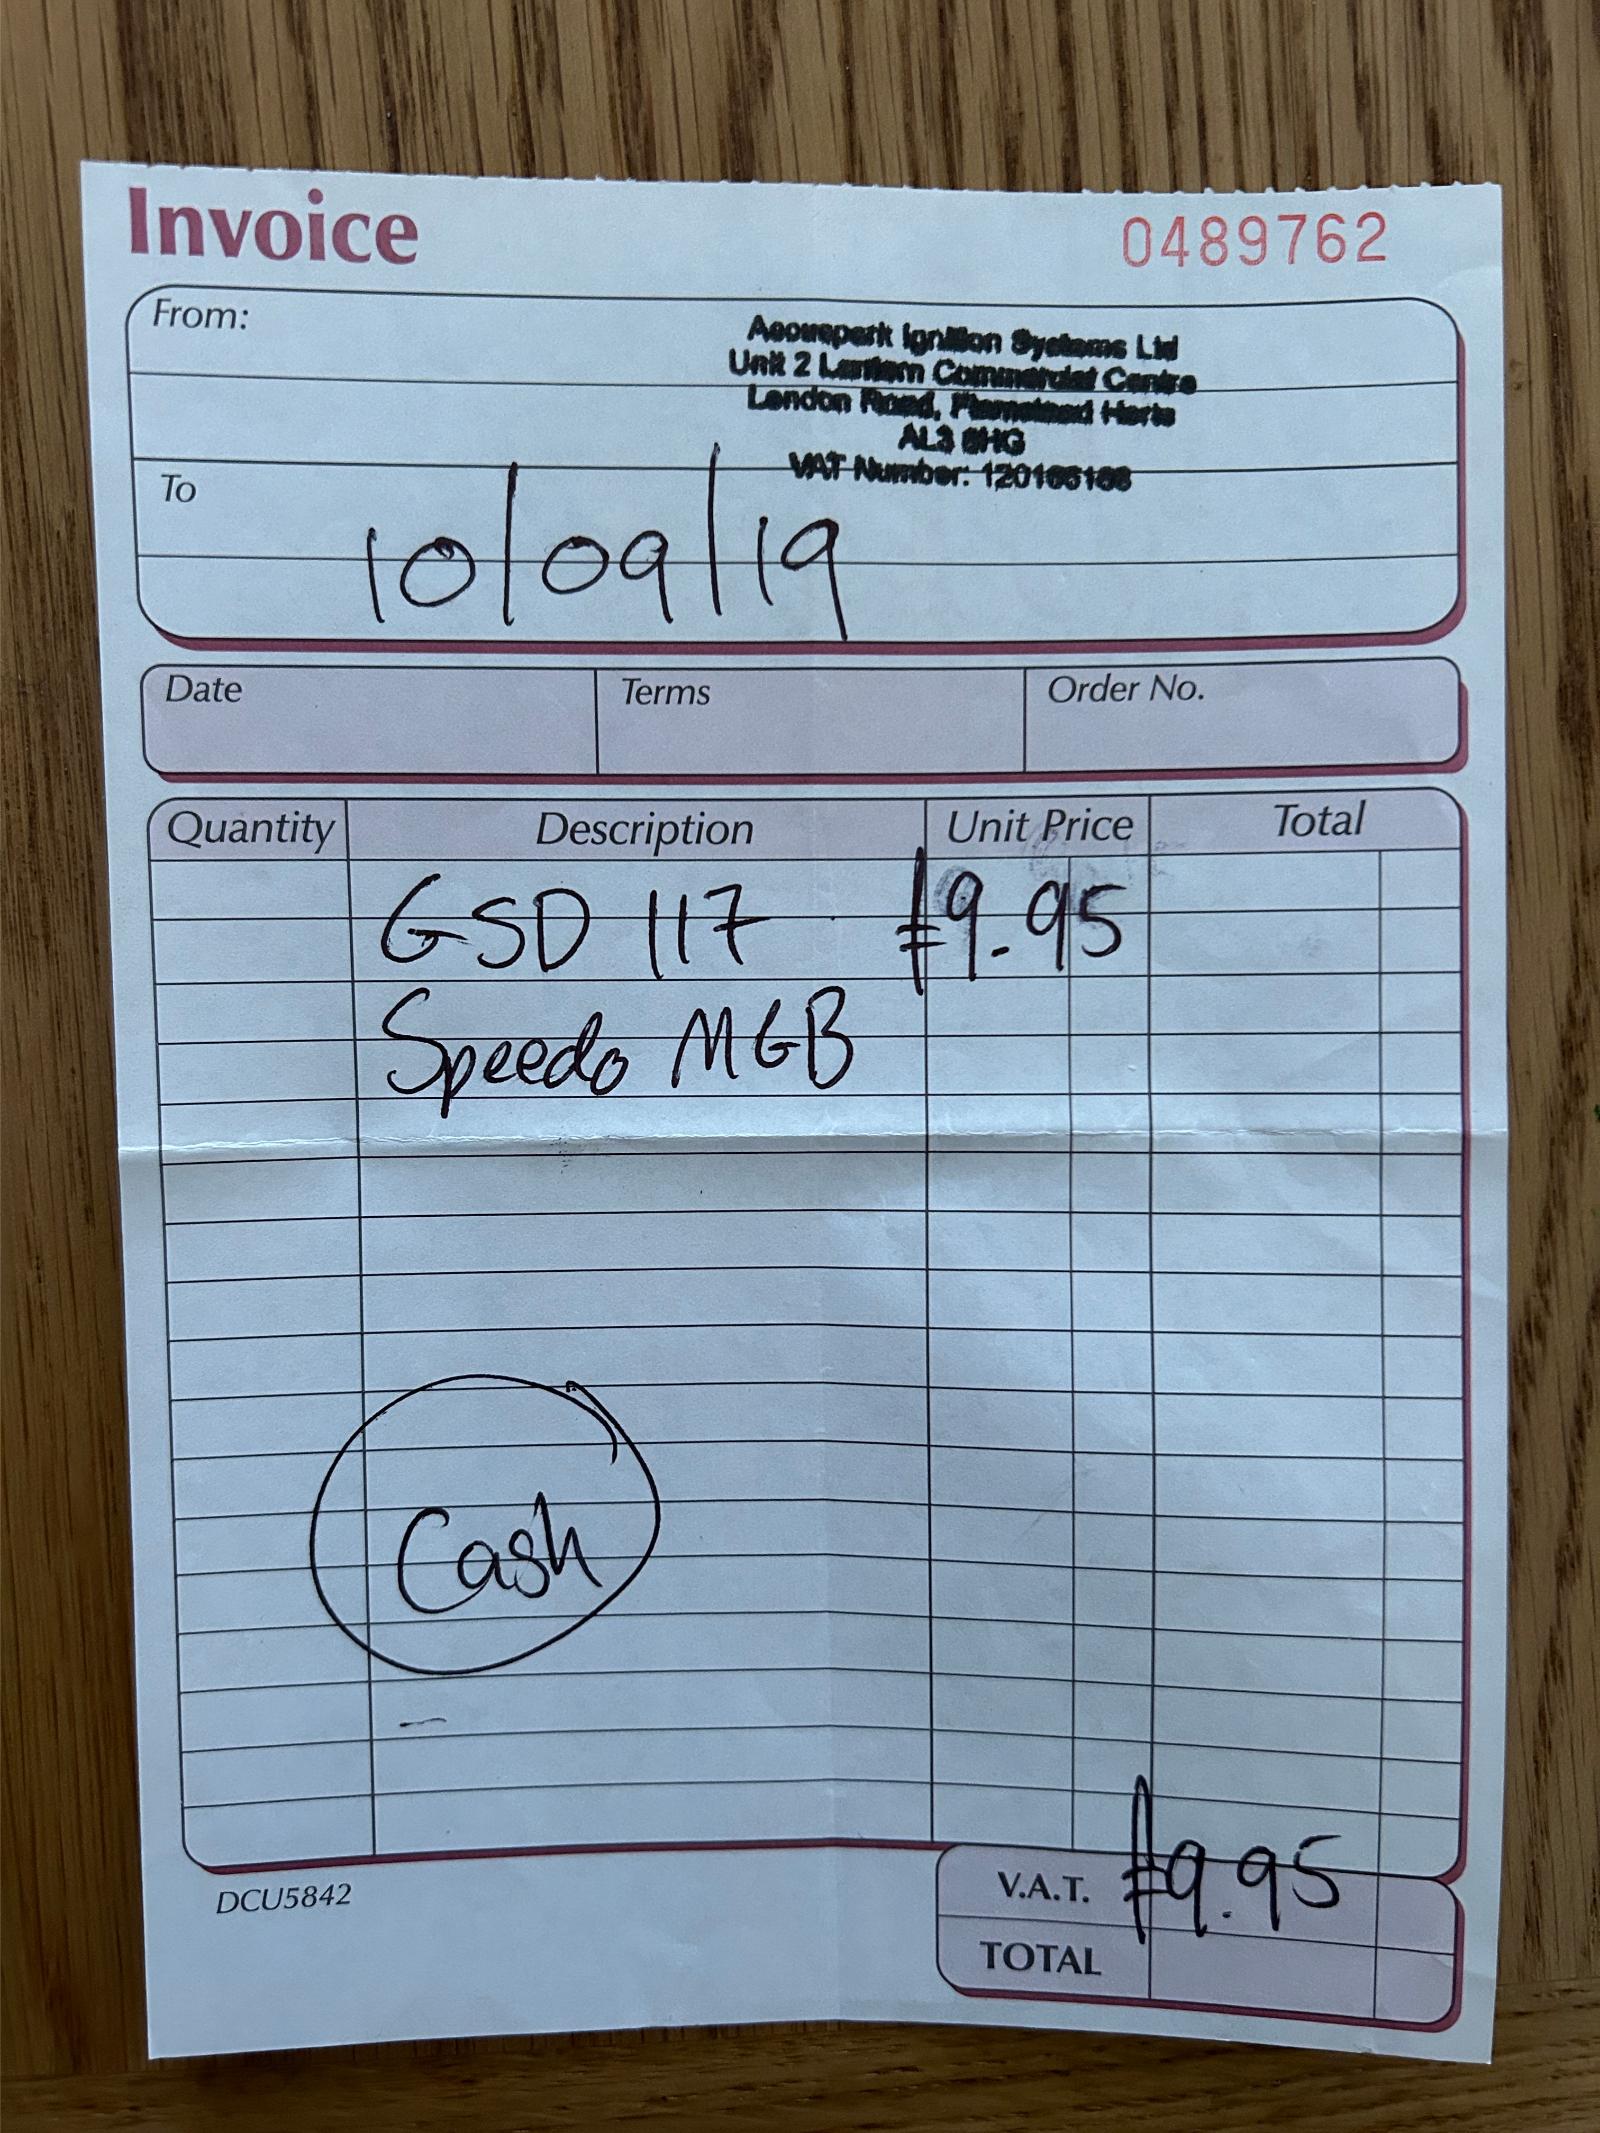 Invoice
0489762
From:
Accuspark Ignition Systems Ltd
Unit 2 Lantern Commercial Centre
London Road, Flamstead Herts
AL3
VAT Number:
To
10/09/19
Date Terms Order No.
Quantity Description Unit Price Total
GSD 117 £9.95
Speedo MGB
Cash
V.A.T. £9.95
TOTAL
DCU5842